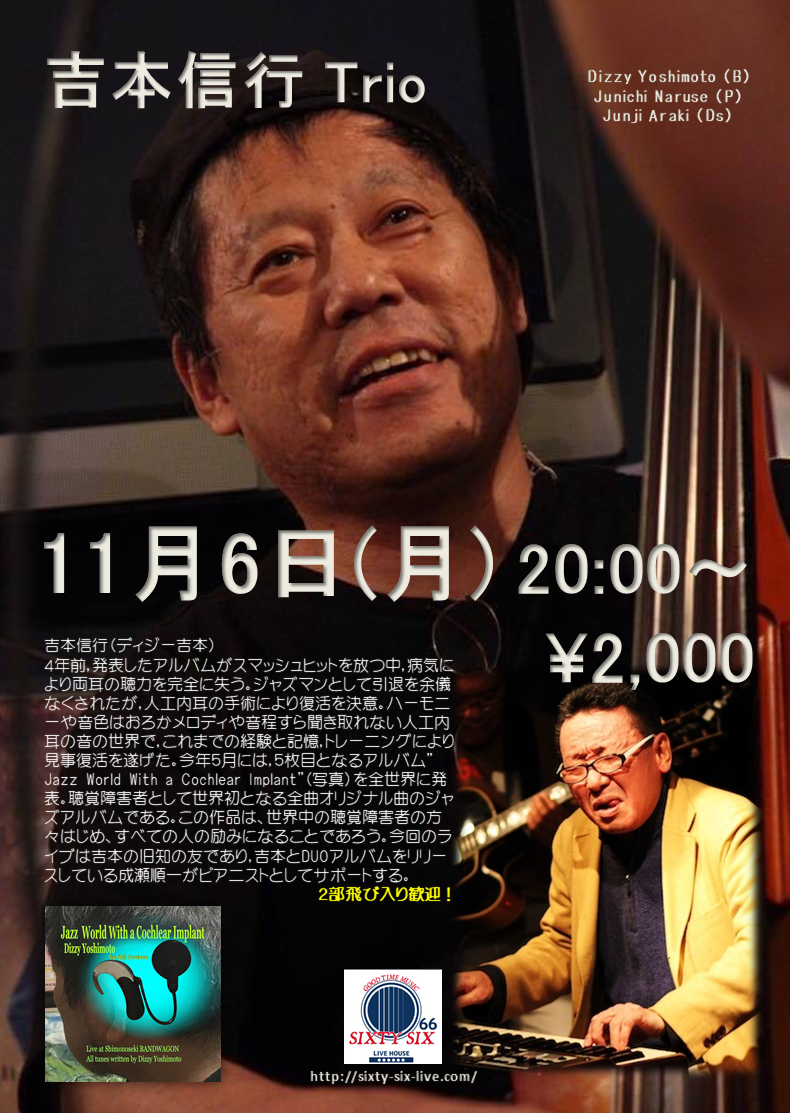 吉本信行 Trio
Dizzy Yoshimoto (B)
Junichi Naruse (P)
Junji Araki (Ds)
11月6日(月) 20:00～
¥2,000
吉本信行(ディジー吉本)
4年前,発表したアルバムがスマッシュヒットを放つ中,病気に
より両耳の聴力を完全に失う。ジャズマンとして引退を余儀
なくされたが,人工内耳の手術により復活を決意。ハーモニ
ーや音色はおろかメロディや音程すら聞き取れない人工内
耳の音の世界で,これまでの経験と記憶,トレーニングにより
見事復活を遂げた。今年5月には,5枚目となるアルバム”
Jazz World With a Cochlear Implant”(写真)を全世界に発
表。聴覚障害者として世界初となる全曲オリジナル曲のジャ
ズアルバムである。この作品は、世界中の聴覚障害者の方
々はじめ、すべての人の励みになることであろう。今回のラ
イブは吉本の旧知の友であり,吉本とDUOアルバムをリリー
スしている成瀬順一がピアニストとしてサポートする。
2部飛び入り歓迎！
Jazz World With a Cochlear Implant
Dizzy Yoshimoto
Live at Shimonoseki BANDWAGON
All tunes written by Dizzy Yoshimoto
GOOD TIME MUSIC
66
SIXTY SIX
LIVE HOUSE
http://sixty-six-live.com/